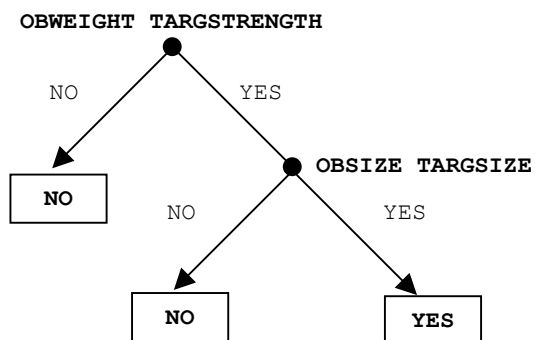 OBWEIGHT TARGSTRENGTH
NO
YES
NO
OBSIZE TARGSIZE
NO
YES
NO
YES